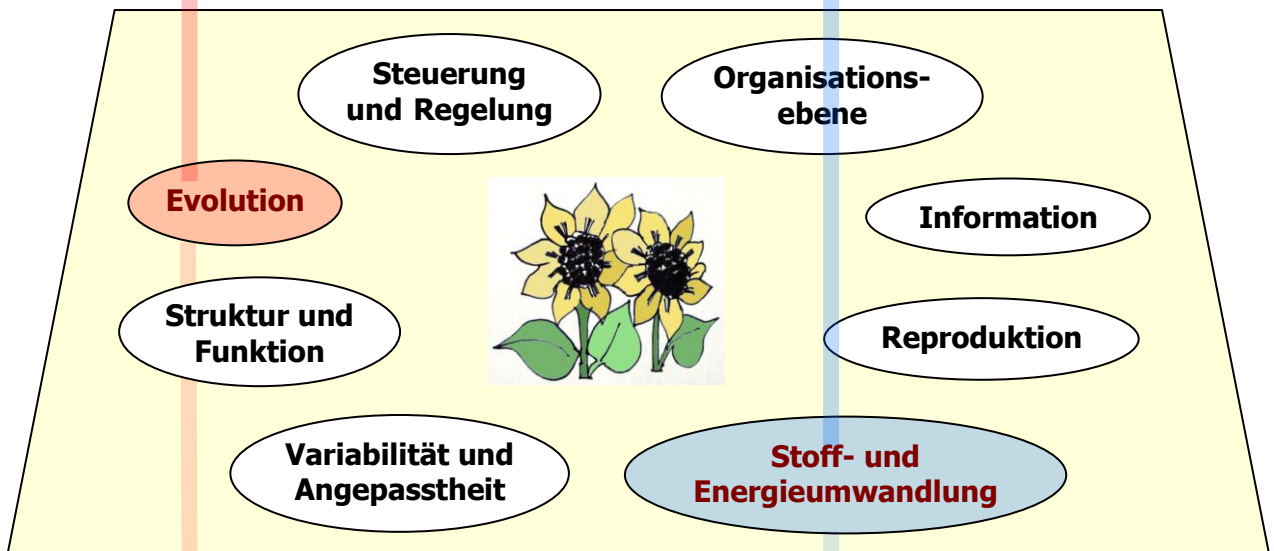 Steuerung
und Regelung
Organisations-
ebene
Evolution
Information
Struktur und
Funktion
Reproduktion
Variabilität und
Angepasstheit
Stoff- und
Energieumwandlung